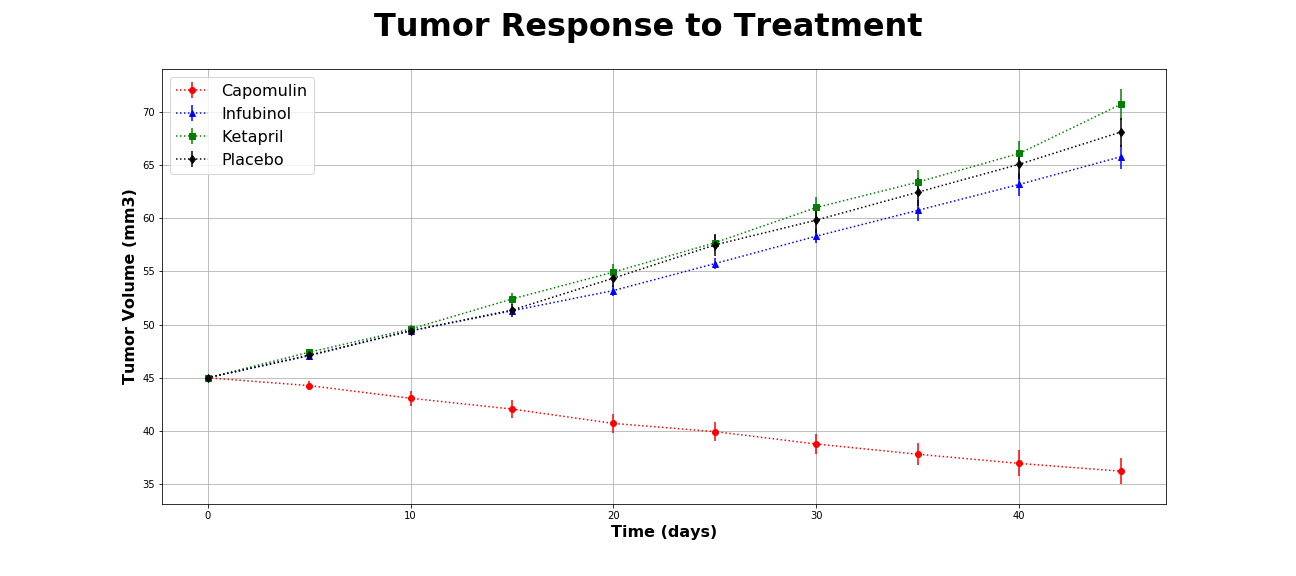 Tumor Response to Treatment
Capomulin
Infubinol
Ketapril
Placebo
Tumor Volume (mm3)
70
65
60
55
50
45
40
35
0 10 20 30 40
Time (days)